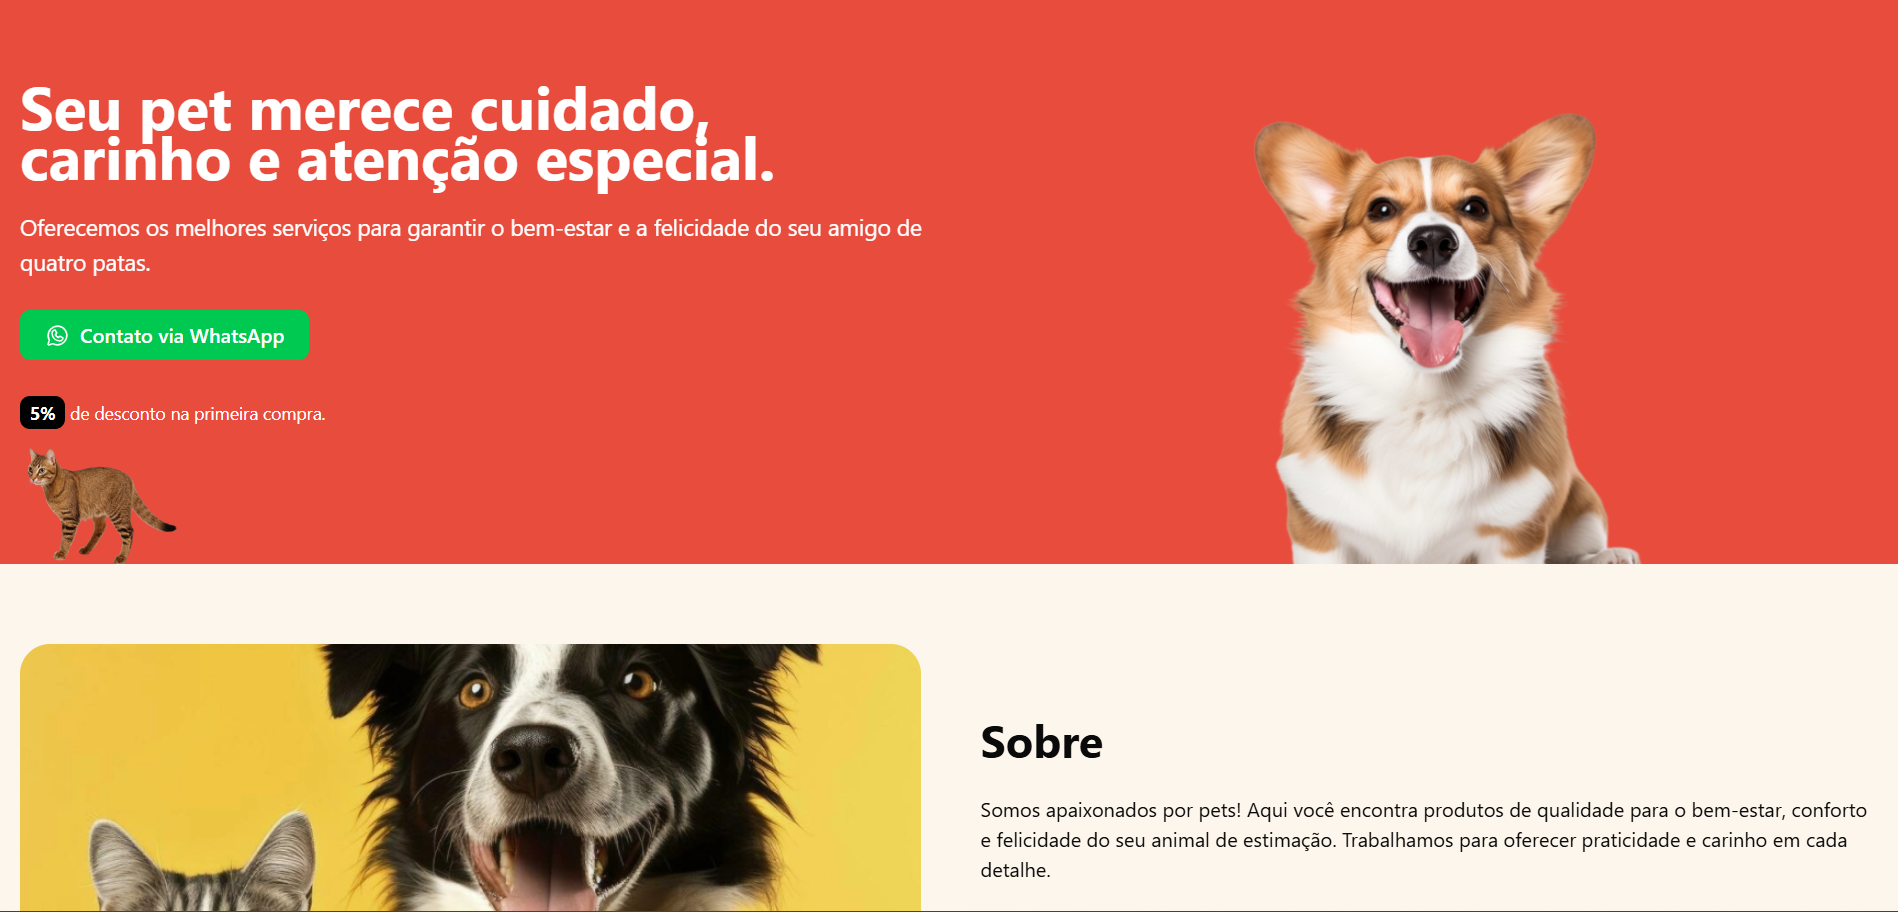 Seu pet merece cuidado,
carinho e atenção especial.
Oferecemos os melhores serviços para garantir o bem-estar e a felicidade do seu amigo de
quatro patas.
Contato via WhatsApp
5% de desconto na primeira compra.
Sobre
Somos apaixonados por pets! Aqui você encontra produtos de qualidade para o bem-estar, conforto
e felicidade do seu animal de estimação. Trabalhamos para oferecer praticidade e carinho em cada
detalhe.